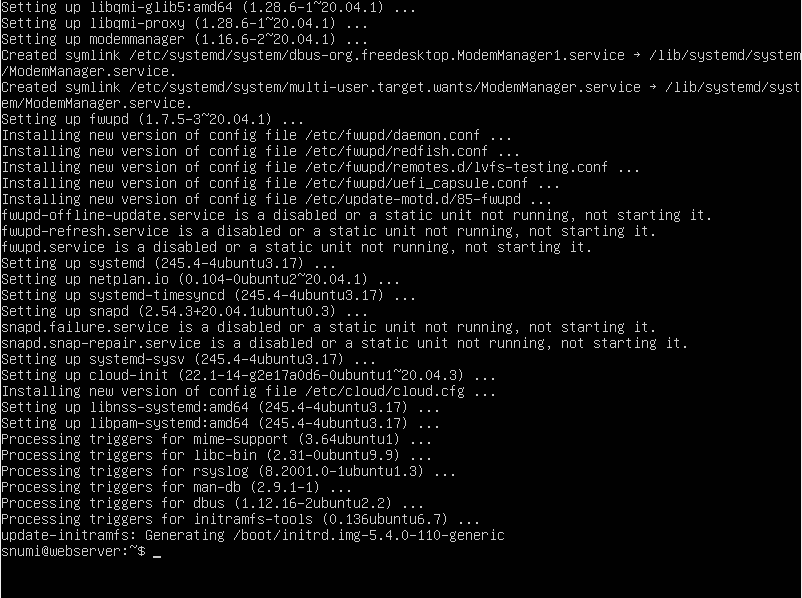 Setting up libqmi-glib5:amd64 (1.28.6-1~20.04.1) ...
Setting up libqmi-proxy (1.28.6-1~20.04.1) ...
Setting up modemmanager (1.16.6-2~20.04.1) ...
Created symlink /etc/systemd/system/dbus-org.freedesktop.ModemManager1.service → /lib/systemd/system
/ModemManager.service.
Created symlink /etc/systemd/system/multi-user.target.wants/ModemManager.service → /lib/systemd/syst
em/ModemManager.service.
Setting up fwupd (1.7.5-3~20.04.1) ...
Installing new version of config file /etc/fwupd/daemon.conf ...
Installing new version of config file /etc/fwupd/redfish.conf ...
Installing new version of config file /etc/fwupd/remotes.d/lvfs-testing.conf ...
Installing new version of config file /etc/fwupd/uefi_capsule.conf ...
Installing new version of config file /etc/update-motd.d/85-fwupd ...
fwupd-offline-update.service is a disabled or a static unit not running, not starting it.
fwupd-refresh.service is a disabled or a static unit not running, not starting it.
fwupd.service is a disabled or a static unit not running, not starting it.
Setting up systemd (245.4-4ubuntu3.17) ...
Setting up netplan.io (0.104-0ubuntu2~20.04.1) ...
Setting up systemd-timesyncd (245.4-4ubuntu3.17) ...
Setting up snapd (2.54.3+20.04.1ubuntu0.3) ...
snapd.failure.service is a disabled or a static unit not running, not starting it.
snapd.snap-repair.service is a disabled or a static unit not running, not starting it.
Setting up systemd-sysv (245.4-4ubuntu3.17) ...
Setting up cloud-init (22.1-14-g2e17a0d6-0ubuntu1~20.04.3) ...
Installing new version of config file /etc/cloud/cloud.cfg ...
Setting up libnss-systemd:amd64 (245.4-4ubuntu3.17) ...
Setting up libpam-systemd:amd64 (245.4-4ubuntu3.17) ...
Processing triggers for mime-support (3.64ubuntu1) ...
Processing triggers for libc-bin (2.31-0ubuntu9.9) ...
Processing triggers for rsyslog (8.2001.0-1ubuntu1.3) ...
Processing triggers for man-db (2.9.1-1) ...
Processing triggers for dbus (1.12.16-2ubuntu2.2) ...
Processing triggers for initramfs-tools (0.136ubuntu6.7) ...
update-initramfs: Generating /boot/initrd.img-5.4.0-110-generic
snumi@webserver:~$ _